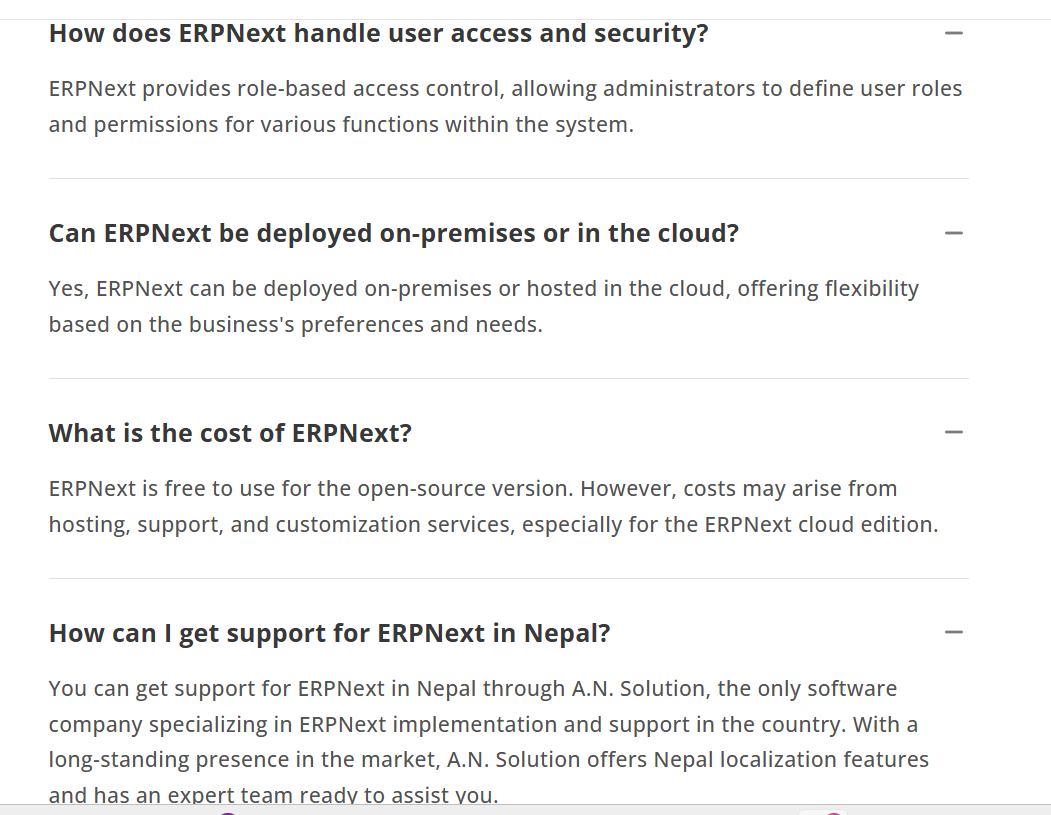 How does ERPNext handle user access and security?
ERPNext provides role-based access control, allowing administrators to define user roles
and permissions for various functions within the system.
Can ERPNext be deployed on-premises or in the cloud?
Yes, ERPNext can be deployed on-premises or hosted in the cloud, offering flexibility
based on the business's preferences and needs.
What is the cost of ERPNext?
ERPNext is free to use for the open-source version. However, costs may arise from
hosting, support, and customization services, especially for the ERPNext cloud edition.
How can I get support for ERPNext in Nepal?
You can get support for ERPNext in Nepal through A.N. Solution, the only software
company specializing in ERPNext implementation and support in the country. With a
long-standing presence in the market, A.N. Solution offers Nepal localization features
and has an expert team ready to assist you.